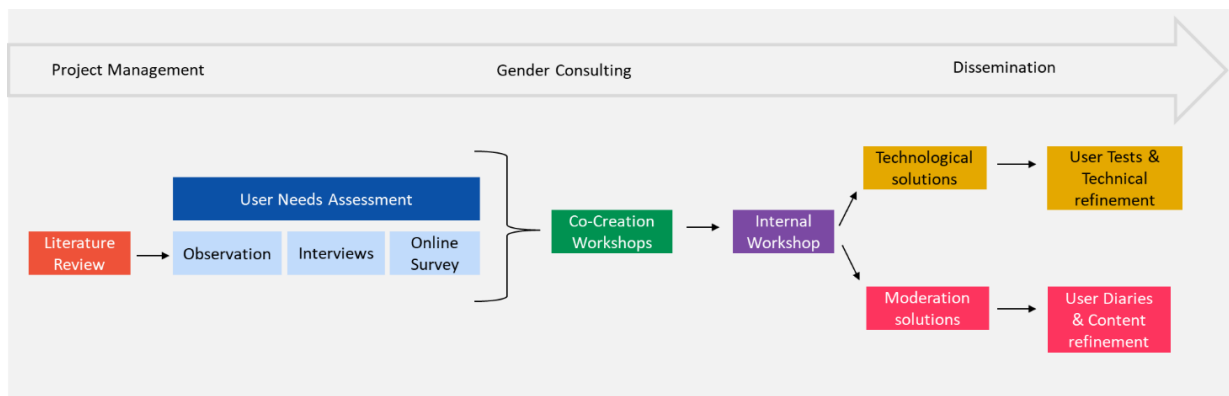 Project Management
Gender Consulting
Dissemination
User Needs Assessment
Literature
Review
Observation
Interviews
Online
Survey
Co-Creation
Workshops
Internal
Workshop
Technological
solutions
User Tests &
Technical
refinement
Moderation
solutions
User Diaries
& Content
refinement